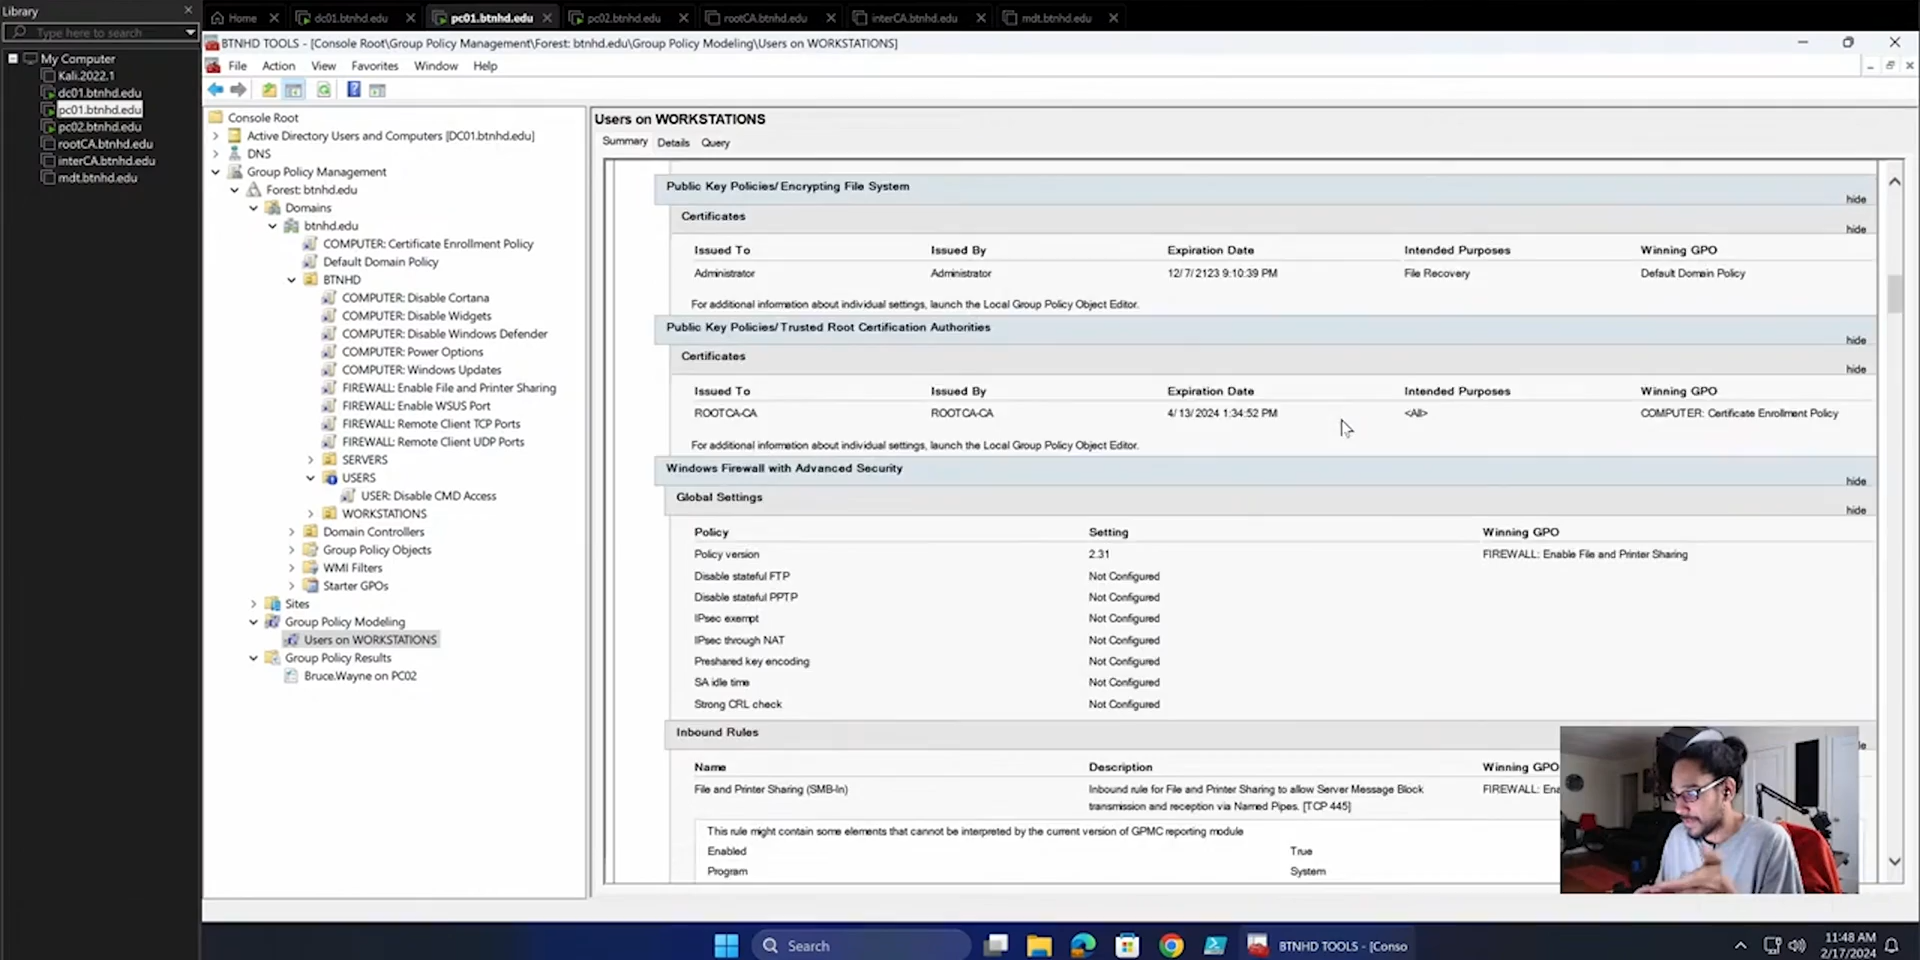 Library
Type here to search
My Computer
Kali.2022.1
dc01.btnhd.edu
pc01.btnhd.edu
pc02.btnhd.edu
rootCA.btnhd.edu
interCA.btnhd.edu
mdt.btnhd.edu
Home
dc01.btnhd.edu
pc01.btnhd.edu
pc02.btnhd.edu
rootCA.btnhd.edu
interCA.btnhd.edu
mdt.btnhd.edu
BTNHD TOOLS - [Console Root\Group Policy Management\Forest: btnhd.edu\Group Policy Modeling\Users on WORKSTATIONS]
File Action View Favorites Window Help
Console Root
Active Directory Users and Computers [DC01.btnhd.edu]
DNS
Group Policy Management
Forest: btnhd.edu
Domains
btnhd.edu
COMPUTER: Certificate Enrollment Policy
Default Domain Policy
BTNHD
COMPUTER: Disable Cortana
COMPUTER: Disable Widgets
COMPUTER: Disable Windows Defender
COMPUTER: Power Options
COMPUTER: Windows Updates
FIREWALL: Enable File and Printer Sharing
FIREWALL: Enable WSUS Port
FIREWALL: Remote Client TCP Ports
FIREWALL: Remote Client UDP Ports
SERVERS
USERS
USER: Disable CMD Access
WORKSTATIONS
Domain Controllers
Group Policy Objects
WMI Filters
Starter GPOs
Sites
Group Policy Modeling
Users on WORKSTATIONS
Group Policy Results
Bruce.Wayne on PC02
Users on WORKSTATIONS
Summary Details Query
Public Key Policies/Encrypting File System
hide
Certificates
hide
Issued To Issued By Expiration Date Intended Purposes Winning GPO
Administrator Administrator 12/7/2123 9:10:39 PM File Recovery Default Domain Policy
For additional information about individual settings, launch the Local Group Policy Object Editor.
Public Key Policies/Trusted Root Certification Authorities
hide
Certificates
hide
Issued To Issued By Expiration Date Intended Purposes Winning GPO
ROOTCA-CA ROOTCA-CA 4/13/2024 1:34:52 PM <All> COMPUTER: Certificate Enrollment Policy
For additional information about individual settings, launch the Local Group Policy Object Editor.
Windows Firewall with Advanced Security
hide
Global Settings
hide
Policy Setting Winning GPO
Policy version 2.31 FIREWALL: Enable File and Printer Sharing
Disable stateful FTP Not Configured
Disable stateful PPTP Not Configured
IPsec exempt Not Configured
IPsec through NAT Not Configured
Preshared key encoding Not Configured
SA idle time Not Configured
Strong CRL check Not Configured
Inbound Rules
Name Description Winning GPO
File and Printer Sharing (SMB-In) Inbound rule for File and Printer Sharing to allow Server Message Block FIREWALL:
transmission and reception via Named Pipes. [TCP 445]
This rule might contain some elements that cannot be interpreted by the current version of GPMC reporting module
Enabled True
Program System
Search
BTNHD TOOLS - [Conso
11:48 AM
2/17/2024